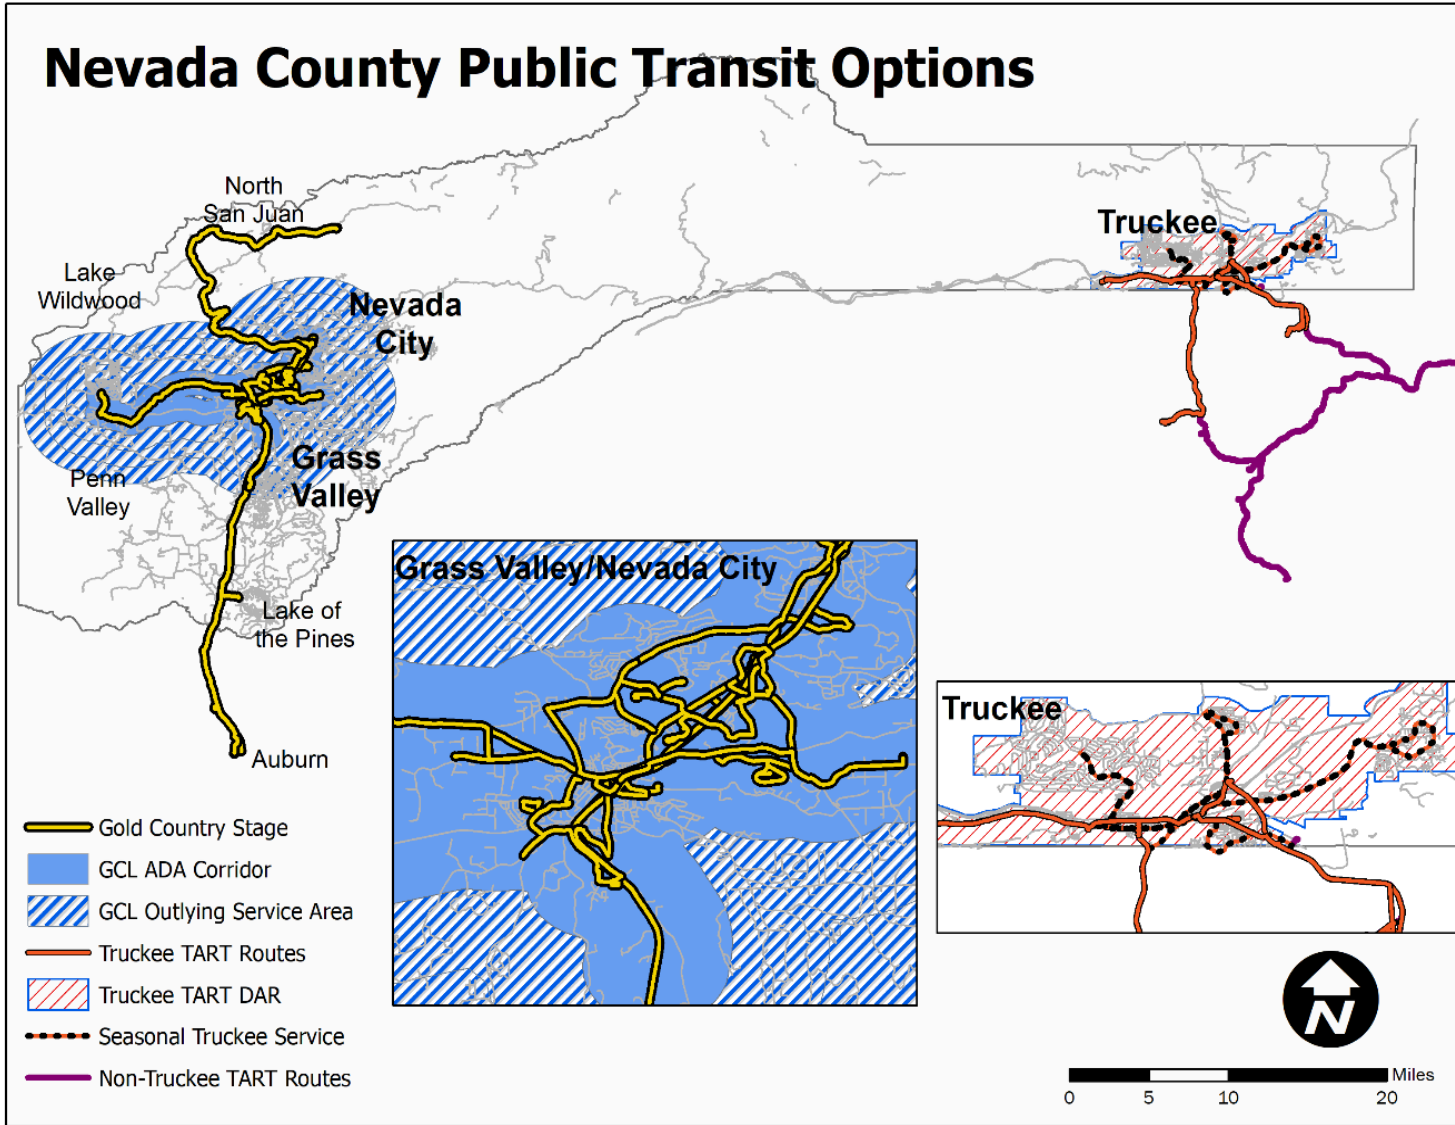 Nevada County Public Transit Options
North
San Juan
Truckee
Lake
Wildwood
Nevada
City
Grass
Valley
Penn
Valley
Grass Valley/Nevada City
Lake of
the Pines
Truckee
Auburn
Gold Country Stage
GCL ADA Corridor
GCL Outlying Service Area
Truckee TART Routes
Truckee TART DAR
Seasonal Truckee Service
Non-Truckee TART Routes
N
Miles
0 5 10 20